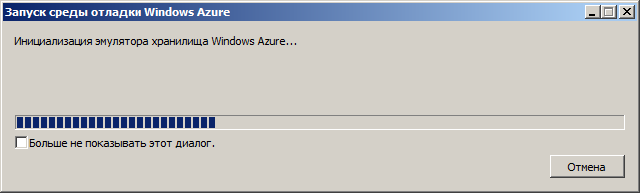 Запуск среды отладки Windows Azure
Инициализация эмулятора хранилища Windows Azure...
Больше не показывать этот диалог.
Отмена